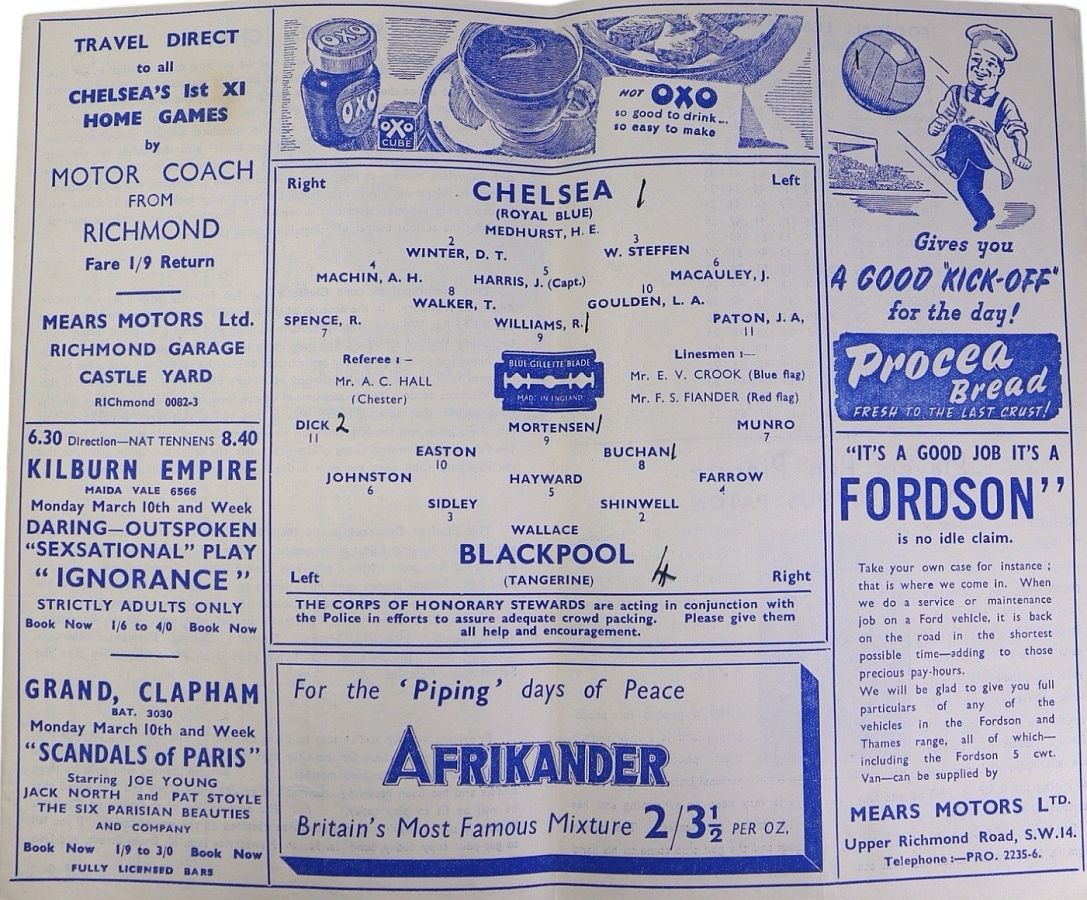 TRAVEL DIRECT
to all
CHELSEA'S 1st XI
HOME GAMES
by
MOTOR COACH
FROM
RICHMOND
Fare 1/9 Return
MEARS MOTORS Ltd.
RICHMOND GARAGE
CASTLE YARD
RIChmond 0082-3
6.30 Direction—NAT TENNENS 8.40
KILBURN EMPIRE
MAIDA VALE 6566
Monday March 10th and Week
DARING—OUTSPOKEN
"SEXSATIONAL" PLAY
"IGNORANCE"
STRICTLY ADULTS ONLY
Book Now 1/6 to 4/0 Book Now
GRAND, CLAPHAM
BAT. 3030
Monday March 10th and Week
"SCANDALS of PARIS"
Starring JOE YOUNG
JACK NORTH and PAT STOYLE
THE SIX PARISIAN BEAUTIES
AND COMPANY
Book Now 1/9 to 3/0 Book Now
FULLY LICENSED BARS
OXO
OXO
OXO
CUBE
HOT OXO
so good to drink...
so easy to make
Right Left
CHELSEA 1
(ROYAL BLUE)
MEDHURST, H. E.
2 3
WINTER, D. T. W. STEFFEN
4 5 6
MACHIN, A. H. HARRIS, J. (Capt.) MACAULEY, J.
8 10
WALKER, T. GOULDEN, L. A.
SPENCE, R. WILLIAMS, R. 1 PATON, J. A,
7 9 11
Referee :— Linesmen :—
Mr. A. C. HALL Mr. E. V. CROOK (Blue flag)
(Chester) Mr. F. S. FIANDER (Red flag)
BLUE GILLETTE BLADE
MADE IN ENGLAND
DICK 2 MORTENSEN 1 MUNRO
11 9 7
EASTON BUCHAN 1
10 8
JOHNSTON HAYWARD FARROW
6 5 4
SIDLEY SHINWELL
3 2
WALLACE
BLACKPOOL 4
(TANGERINE)
Left Right
THE CORPS OF HONORARY STEWARDS are acting in conjunction with
the Police in efforts to assure adequate crowd packing. Please give them
all help and encouragement.
For the 'Piping' days of Peace
AFRIKANDER
Britain's Most Famous Mixture 2/3½ PER OZ,
1
Gives you
A GOOD "KICK-OFF"
for the day!
Procea
Bread
FRESH TO THE LAST CRUST!
"IT'S A GOOD JOB IT'S A
FORDSON"
is no idle claim.
Take your own case for instance ;
that is where we come in. When
we do a service or maintenance
job on a Ford vehicle, it is back
on the road in the shortest
possible time—adding to those
precious pay-hours.
We will be glad to give you full
particulars of any of the
vehicles in the Fordson and
Thames range, all of which—
including the Fordson 5 cwt.
Van—can be supplied by
MEARS MOTORS LTD.
Upper Richmond Road, S.W.14.
Telephone :—PRO. 2235-6.